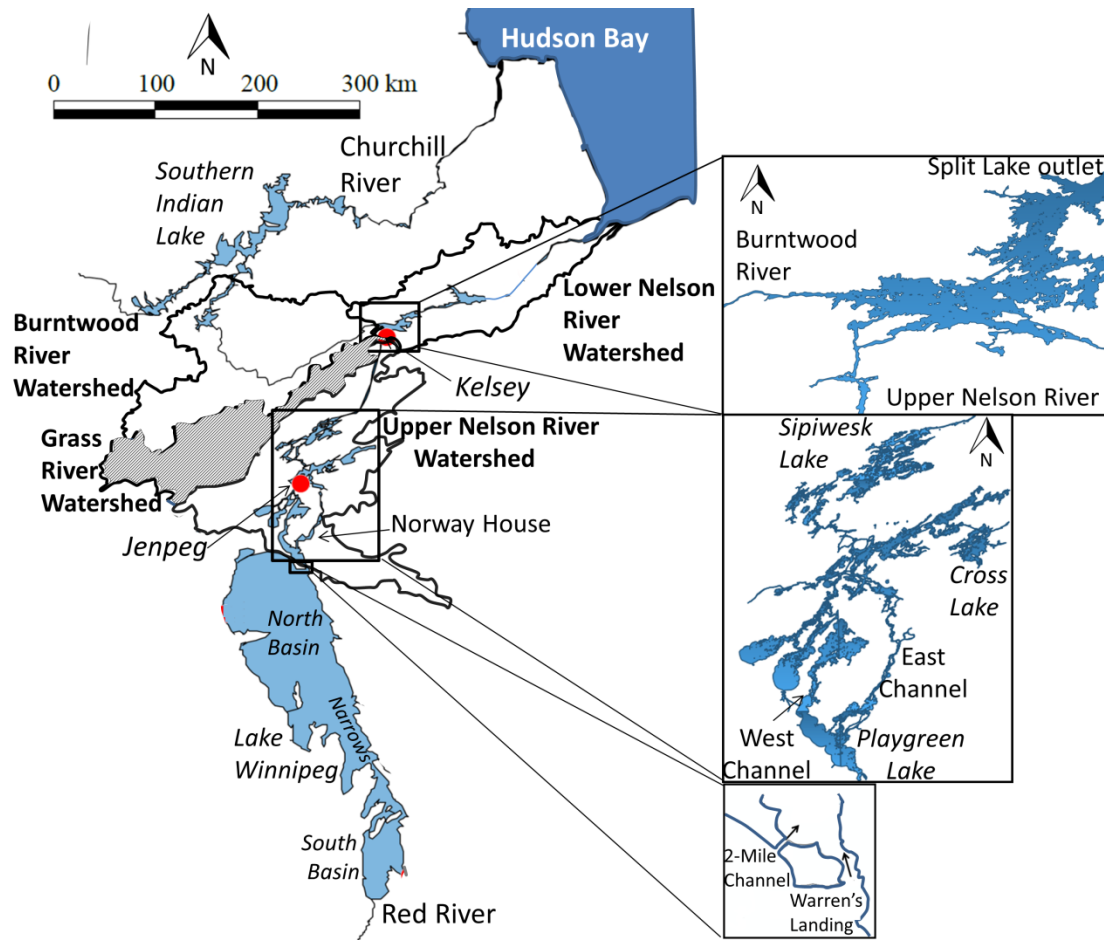 Hudson Bay
N
0 100 200 300 km
Churchill
River
Southern
Indian
Lake
Burntwood
River
Watershed
Lower Nelson
River
Watershed
Kelsey
Grass
River
Watershed
Upper Nelson River
Watershed
Jenpeg
Norway House
North
Basin
Narrows
Lake
Winnipeg
South
Basin
Red River
Split Lake outlet
N
Burntwood
River
Upper Nelson River
Sipiwesk
Lake
N
Cross
Lake
East
Channel
West
Channel
Playgreen
Lake
2-Mile
Channel
Warren's
Landing